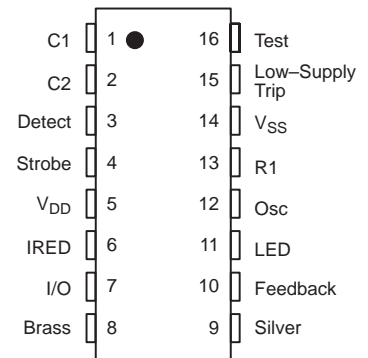 C1 1 16 Test
C2 2 15 Low–Supply Trip
Detect 3 14 VSS
Strobe 4 13 R1
VDD 5 12 Osc
IRED 6 11 LED
I/O 7 10 Feedback
Brass 8 9 Silver